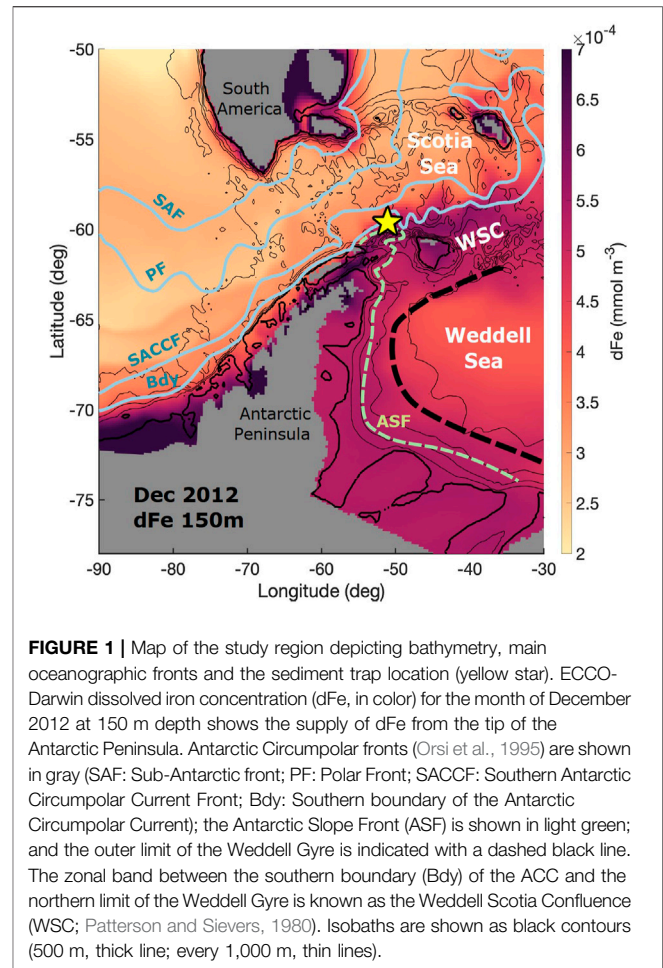 ×10⁻⁴
-50
-55
-60
-65
-70
-75
Latitude (deg)
South
America
Scotia
Sea
SAF
PF
SACCF
Bdy
WSC
Weddell
Sea
ASF
Antarctic
Peninsula
Dec 2012
dFe 150m
-90 -80 -70 -60 -50 -40 -30
Longitude (deg)
7
6.5
6
5.5
5
4.5
4
3.5
3
2.5
2
dFe (mmol m⁻³)
FIGURE 1 | Map of the study region depicting bathymetry, main
oceanographic fronts and the sediment trap location (yellow star). ECCO-
Darwin dissolved iron concentration (dFe, in color) for the month of December
2012 at 150 m depth shows the supply of dFe from the tip of the
Antarctic Peninsula. Antarctic Circumpolar fronts (Orsi et al., 1995) are shown
in gray (SAF: Sub-Antarctic front; PF: Polar Front; SACCF: Southern Antarctic
Circumpolar Current Front; Bdy: Southern boundary of the Antarctic
Circumpolar Current); the Antarctic Slope Front (ASF) is shown in light green;
and the outer limit of the Weddell Gyre is indicated with a dashed black line.
The zonal band between the southern boundary (Bdy) of the ACC and the
northern limit of the Weddell Gyre is known as the Weddell Scotia Confluence
(WSC; Patterson and Sievers, 1980). Isobaths are shown as black contours
(500 m, thick line; every 1,000 m, thin lines).